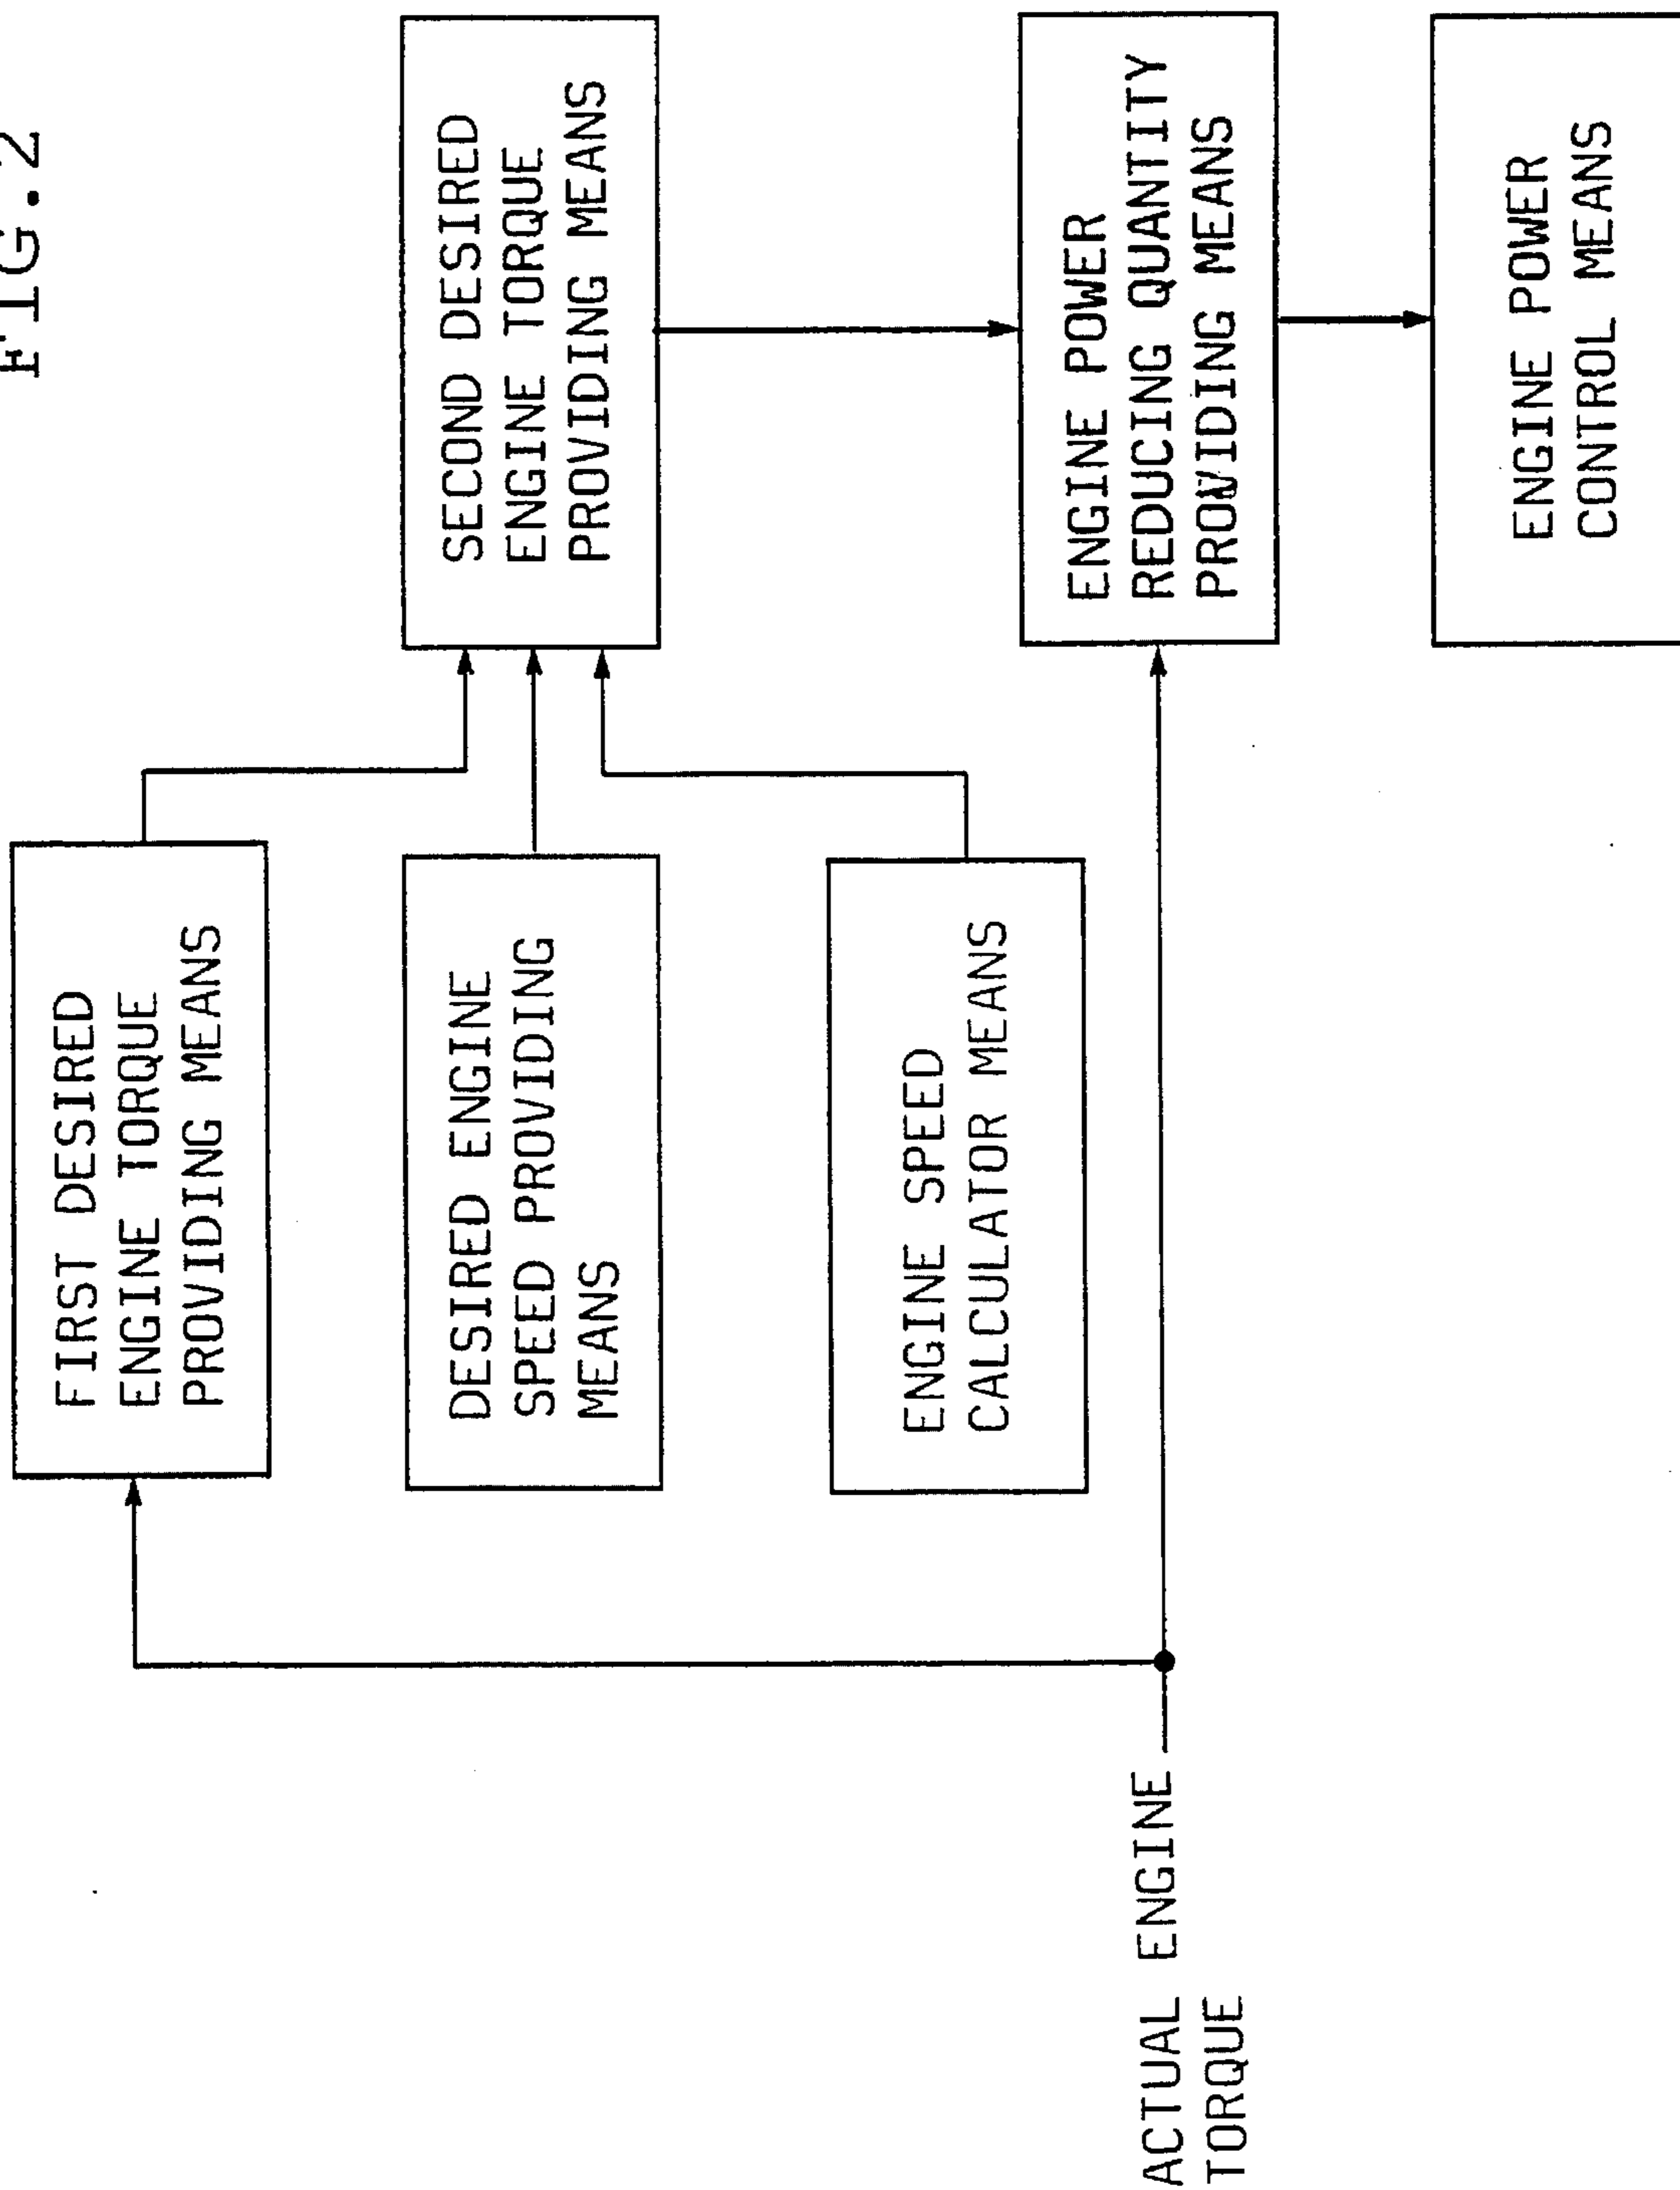 FIG.2
FIRST DESIRED
ENGINE TORQUE
PROVIDING MEANS
DESIRED ENGINE
SPEED PROVIDING
MEANS
ENGINE SPEED
CALCULATOR MEANS
SECOND DESIRED
ENGINE TORQUE
PROVIDING MEANS
ACTUAL ENGINE
TORQUE
ENGINE POWER
REDUCING QUANTITY
PROVIDING MEANS
ENGINE POWER
CONTROL MEANS